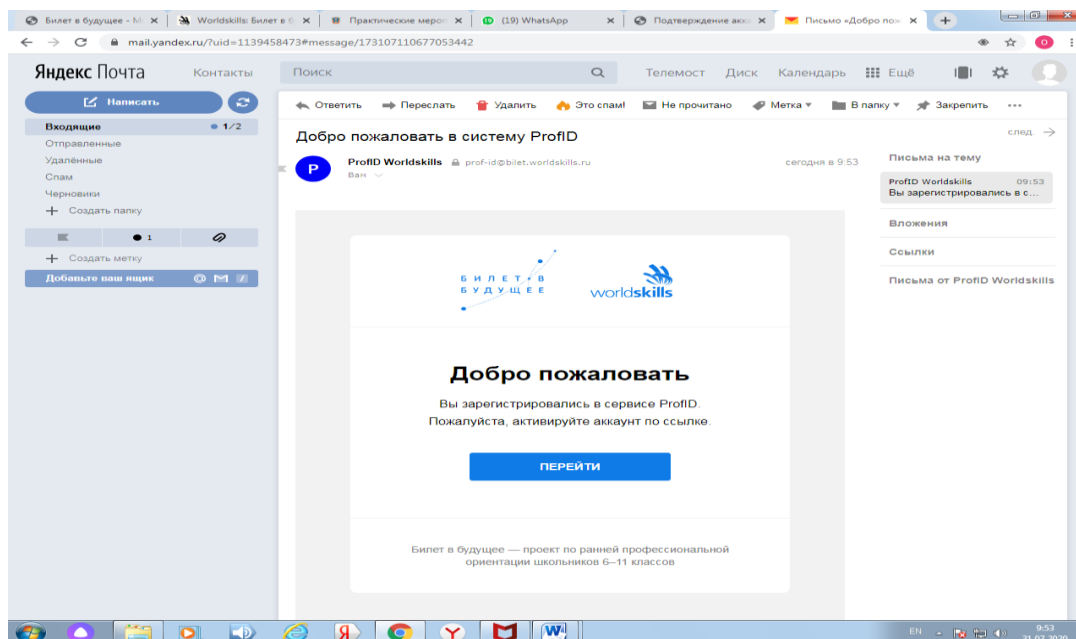 Билет в будущее - М
Worldskills: Билет в б
Практические мероп
(19) WhatsApp
Подтверждение акка
Письмо «Добро пож
mail.yandex.ru/?uid=1139458473#message/173107110677053442
O
Яндекс Почта
Контакты
Поиск
Телемост
Диск
Календарь
Ещё
Написать
Ответить
Переслать
Удалить
Это спам!
Не прочитано
Метка
В папку
Закрепить
...
Входящие
1/2
Отправленные
Удалённые
Спам
Черновики
+ Создать папку
1
+ Создать метку
Добавьте ваш ящик
Добро пожаловать в систему ProfID
след.
P
ProfID Worldskills prof-id@bilet.worldskills.ru
сегодня в 9:53
Вам
Письма на тему
ProfID Worldskills 09:53
Вы зарегистрировались в с...
Вложения
Ссылки
Письма от ProfID Worldskills
БИЛЕТ В
БУДУЩЕЕ
worldskills
Добро пожаловать
Вы зарегистрировались в сервисе ProfID.
Пожалуйста, активируйте аккаунт по ссылке.
ПЕРЕЙТИ
Билет в будущее — проект по ранней профессиональной
ориентации школьников 6–11 классов
EN
9:53
31.07.2020